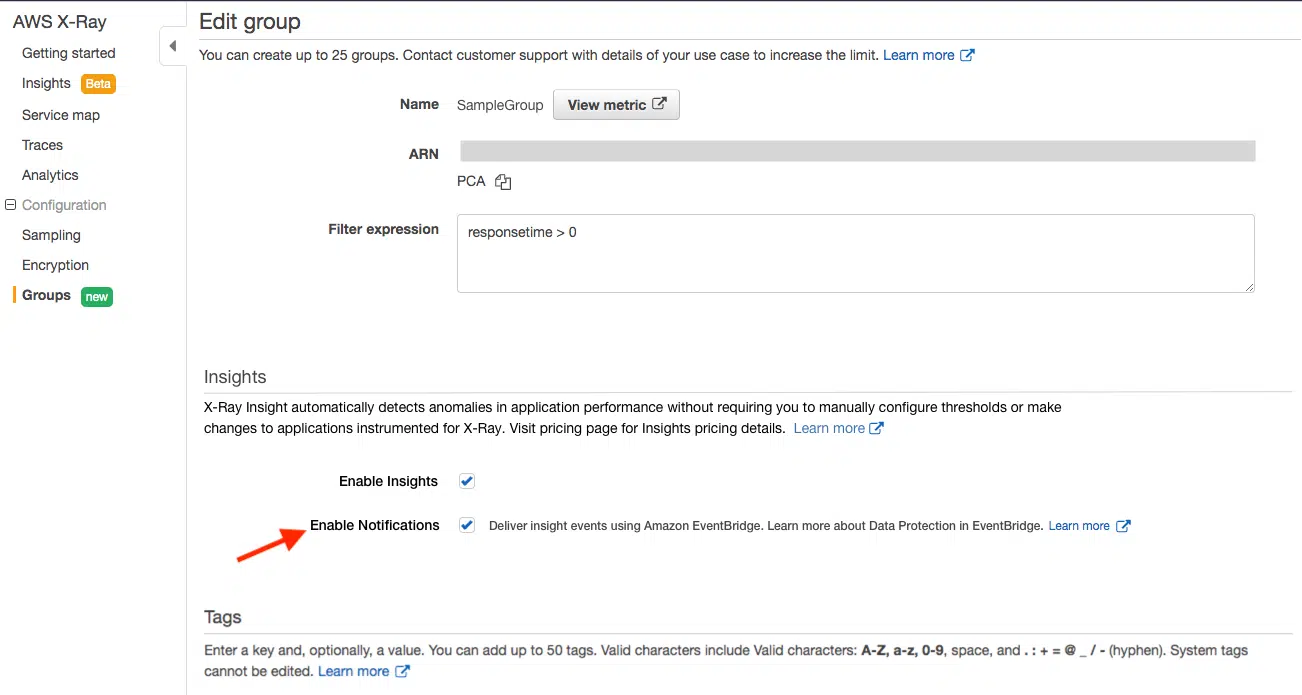 AWS X-Ray
Getting started
Insights Beta
Service map
Traces
Analytics
Configuration
Sampling
Encryption
Groups new
Edit group
You can create up to 25 groups. Contact customer support with details of your use case to increase the limit. Learn more
Name SampleGroup View metric
ARN
PCA
Filter expression responsetime > 0
Insights
X-Ray Insight automatically detects anomalies in application performance without requiring you to manually configure thresholds or make
changes to applications instrumented for X-Ray. Visit pricing page for Insights pricing details. Learn more
Enable Insights
Enable Notifications Deliver insight events using Amazon EventBridge. Learn more about Data Protection in EventBridge. Learn more
Tags
Enter a key and, optionally, a value. You can add up to 50 tags. Valid characters include Valid characters: A-Z, a-z, 0-9, space, and . : + = @ _ / - (hyphen). System tags
cannot be edited. Learn more